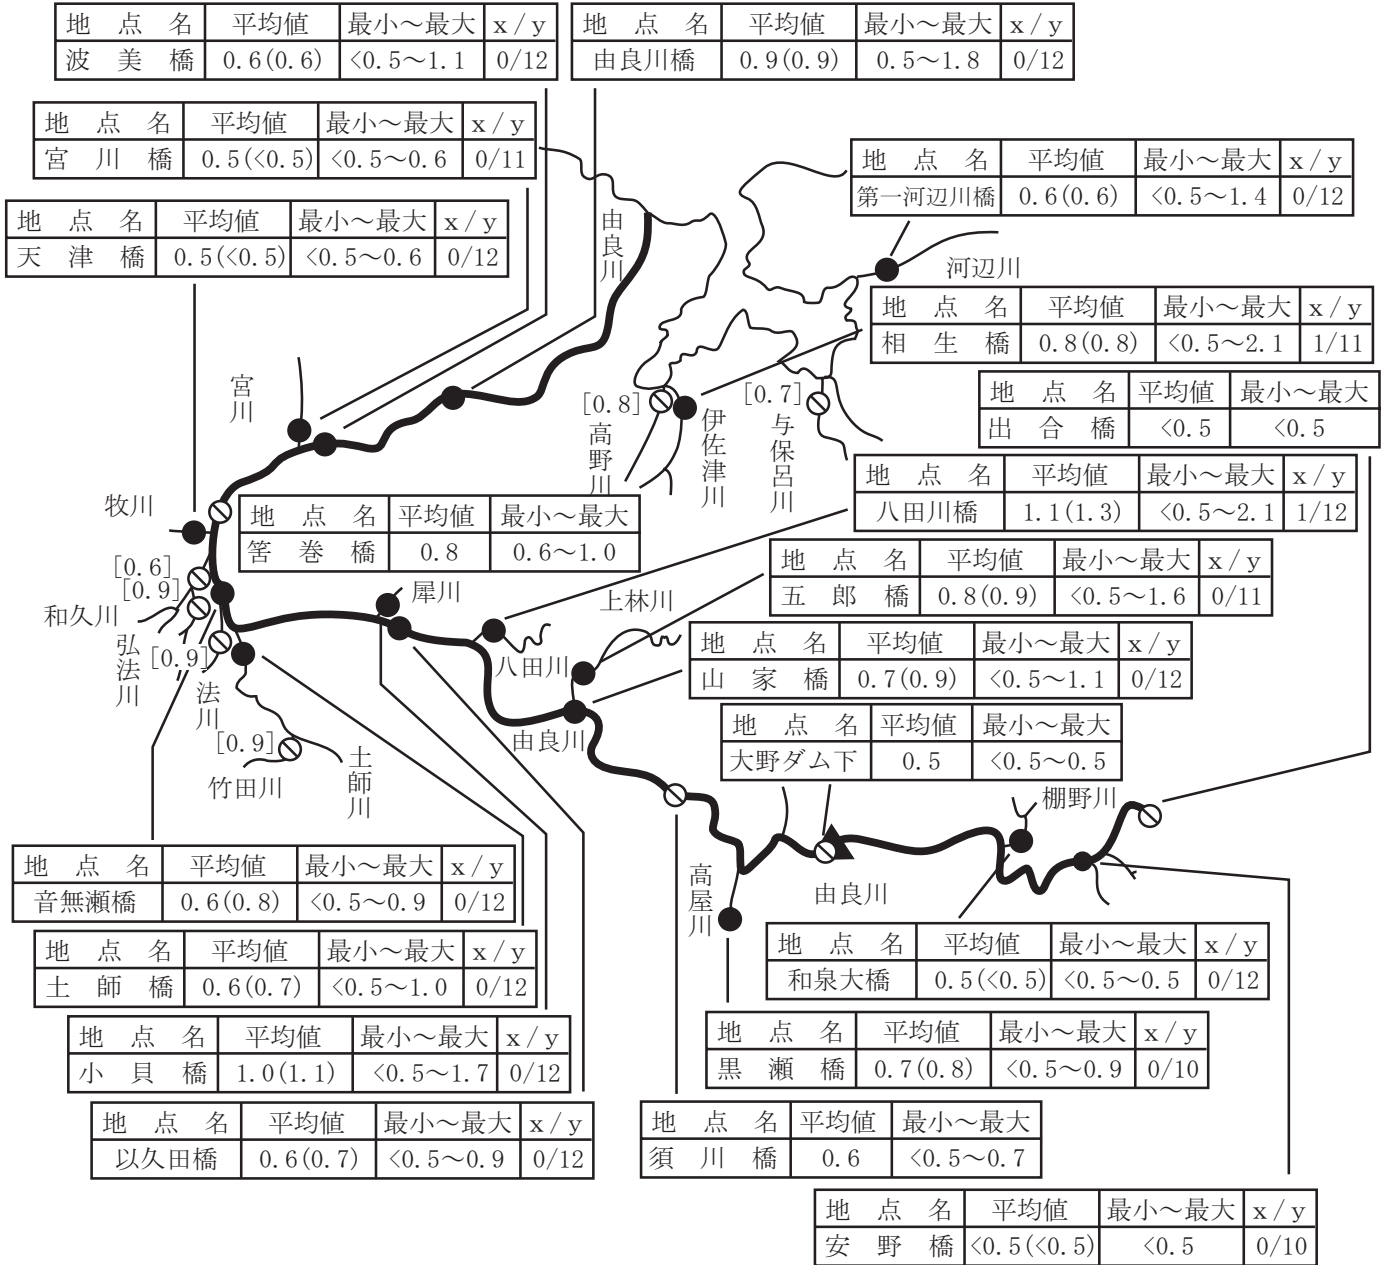 地 点 名 平均値 最小～最大 x/y
波 美 橋 0.6(0.6) <0.5～1.1 0/12
地 点 名 平均値 最小～最大 x/y
由良川橋 0.9(0.9) 0.5～1.8 0/12
地 点 名 平均値 最小～最大 x/y
宮 川 橋 0.5(<0.5) <0.5～0.6 0/11
地 点 名 平均値 最小～最大 x/y
第一河辺川橋 0.6(0.6) <0.5～1.4 0/12
地 点 名 平均値 最小～最大 x/y
天 津 橋 0.5(<0.5) <0.5～0.6 0/12
由良川
河辺川
地 点 名 平均値 最小～最大 x/y
相 生 橋 0.8(0.8) <0.5～2.1 1/11
宮川
[0.8]
高野川
伊佐津川
[0.7]
与保呂川
地 点 名 平均値 最小～最大
出 合 橋 <0.5 <0.5
地 点 名 平均値 最小～最大 x/y
八田川橋 1.1(1.3) <0.5～2.1 1/12
牧川
地 点 名 平均値 最小～最大
筈 巻 橋 0.8 0.6～1.0
地 点 名 平均値 最小～最大 x/y
五 郎 橋 0.8(0.9) <0.5～1.6 0/11
[0.6]
[0.9]
和久川
犀川
上林川
弘法川
[0.9]
法川
八田川
地 点 名 平均値 最小～最大 x/y
山 家 橋 0.7(0.9) <0.5～1.1 0/12
[0.9]
竹田川
土師川
由良川
地 点 名 平均値 最小～最大
大野ダム下 0.5 <0.5～0.5
棚野川
地 点 名 平均値 最小～最大 x/y
音無瀬橋 0.6(0.8) <0.5～0.9 0/12
高屋川
由良川
地 点 名 平均値 最小～最大 x/y
土 師 橋 0.6(0.7) <0.5～1.0 0/12
地 点 名 平均値 最小～最大 x/y
和泉大橋 0.5(<0.5) <0.5～0.5 0/12
地 点 名 平均値 最小～最大 x/y
小 貝 橋 1.0(1.1) <0.5～1.7 0/12
地 点 名 平均値 最小～最大 x/y
黒 瀬 橋 0.7(0.8) <0.5～0.9 0/10
地 点 名 平均値 最小～最大 x/y
以久田橋 0.6(0.7) <0.5～0.9 0/12
地 点 名 平均値 最小～最大
須 川 橋 0.6 <0.5～0.7
地 点 名 平均値 最小～最大 x/y
安 野 橋 <0.5(<0.5) <0.5 0/10